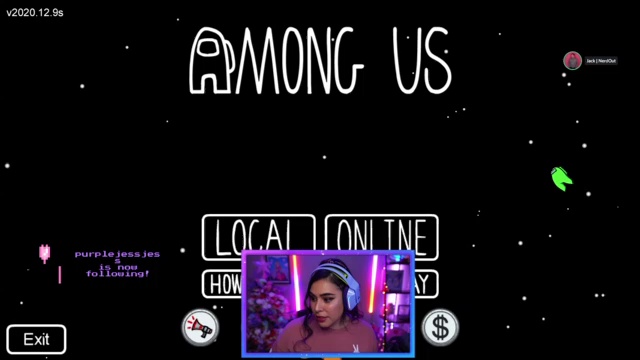 v2020.12.9s
AMONG US
Jack | NerdOut
LOCAL
ONLINE
HOW
AY
purplejessjes
s
is now
following!
Exit
$